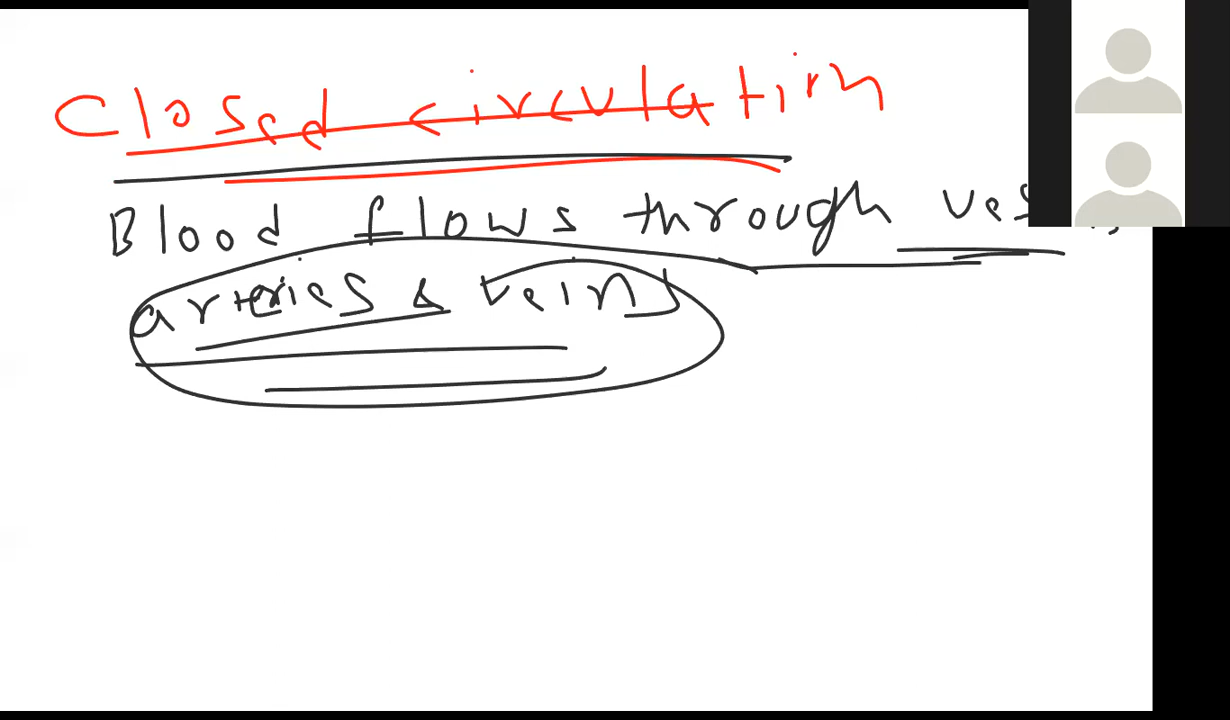 Closed circulation
Blood flows through ves
arteries & veins